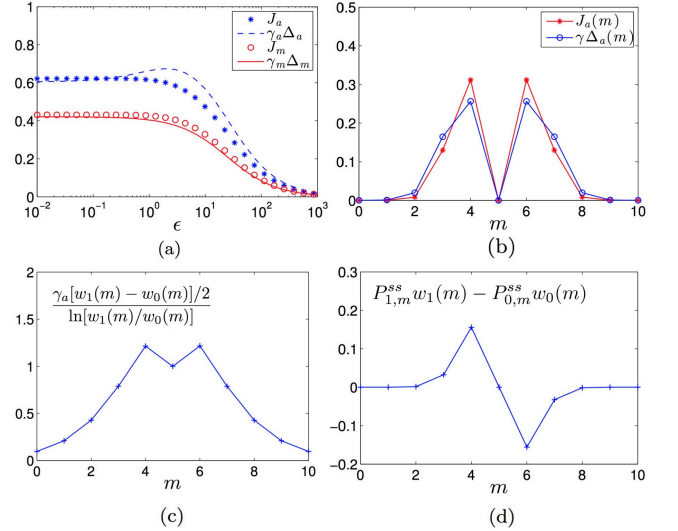 1
0.8
0.6
0.4
0.2
0
J_a
γ_aΔ_a
J_m
γ_mΔ_m
10^−2 10^−1 10^0 10^1 10^2 10^3
ϵ
(a)
0.5
0.4
0.3
0.2
0.1
0
J_a(m)
γΔ_a(m)
0 2 4 6 8 10
m
(b)
2
1.5
1
0.5
0
γ_a[w_1(m) − w_0(m)]/2
ln[w_1(m)/w_0(m)]
0 2 4 6 8 10
m
(c)
0.3
0.2
0.1
0
−0.1
−0.2
P^{ss}_{1,m}w_1(m) − P^{ss}_{0,m}w_0(m)
0 2 4 6 8 10
m
(d)